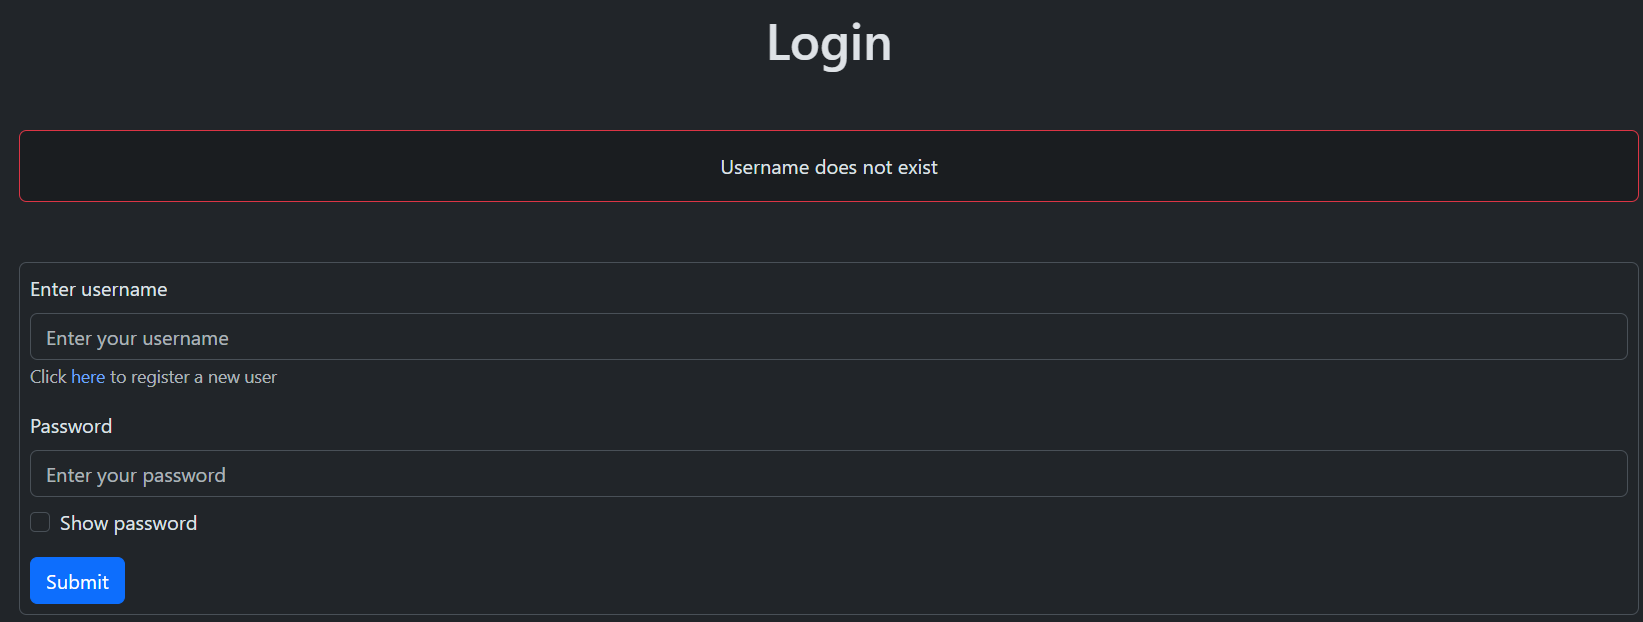 Login
Username does not exist
Enter username
Enter your username
Click here to register a new user
Password
Enter your password
Show password
Submit